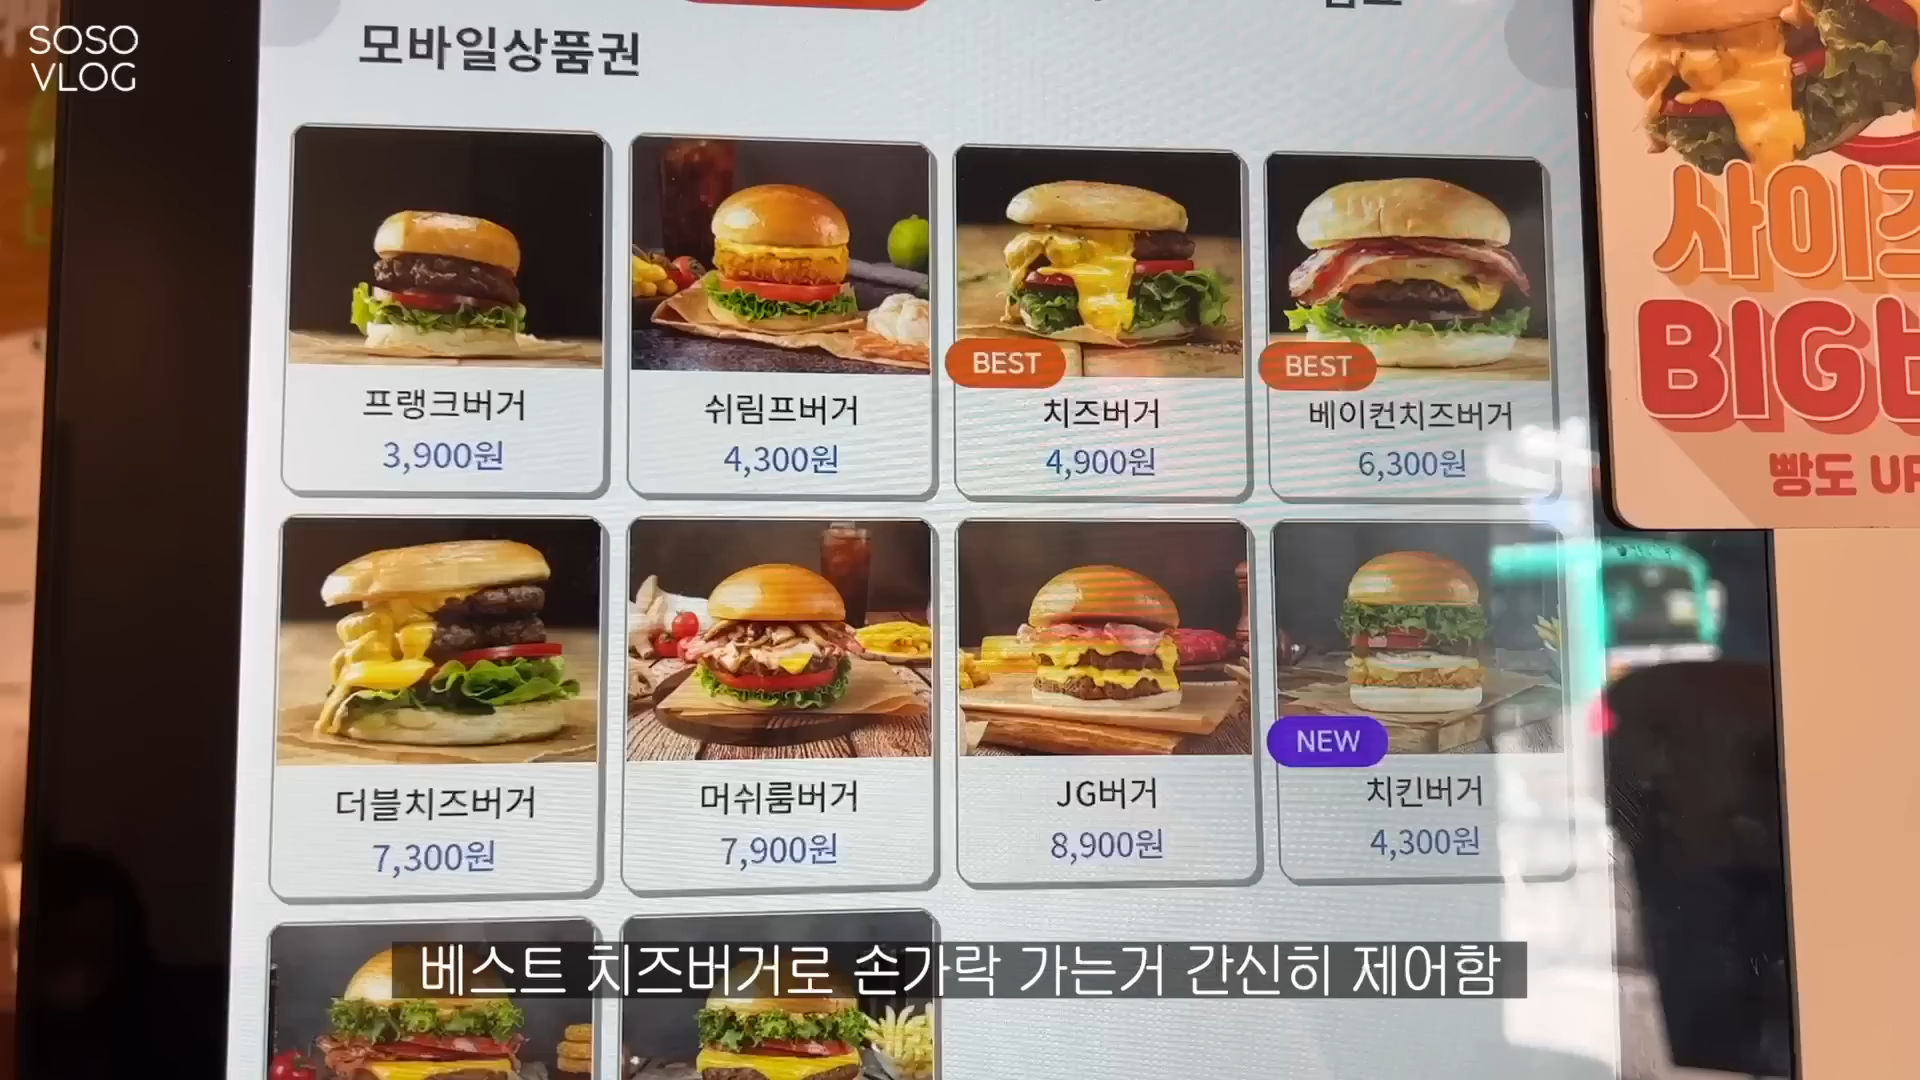 SOSO
VLOG
모바일상품권
프랭크버거
3,900원
쉬림프버거
4,300원
BEST
치즈버거
4,900원
BEST
베이컨치즈버거
6,300원
더블치즈버거
7,300원
머쉬룸버거
7,900원
JG버거
8,900원
NEW
치킨버거
4,300원
사이즈
BIG
빵도 UP
베스트 치즈버거로 손가락 가는거 간신히 제어함